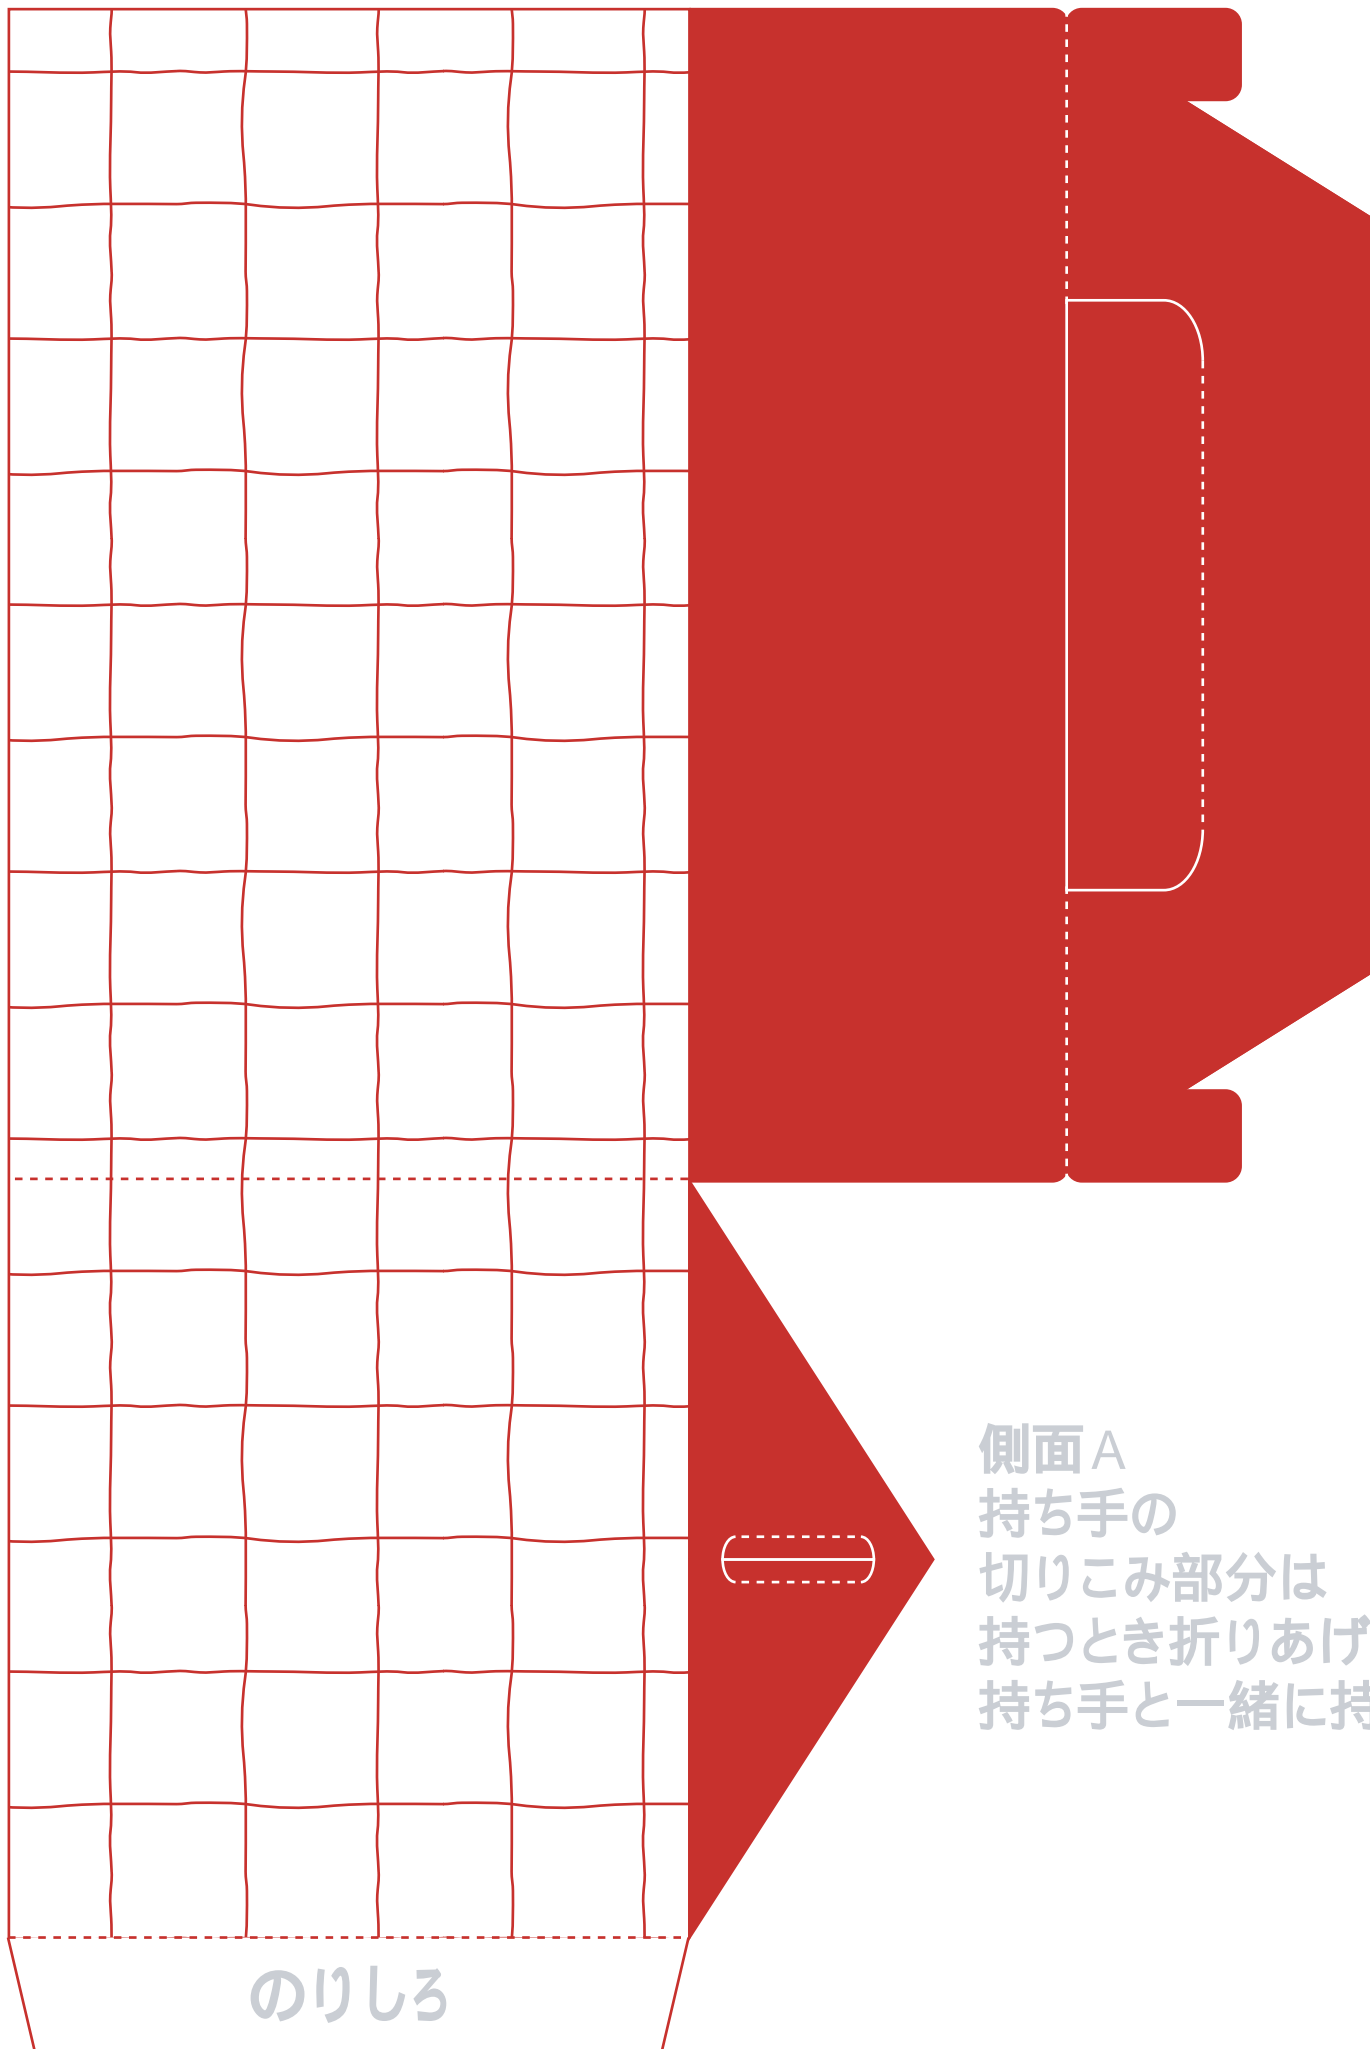 側面A
持ち手の
切りこみ部分は
持つとき折りあげ
持ち手と一緒に持
のりしろ